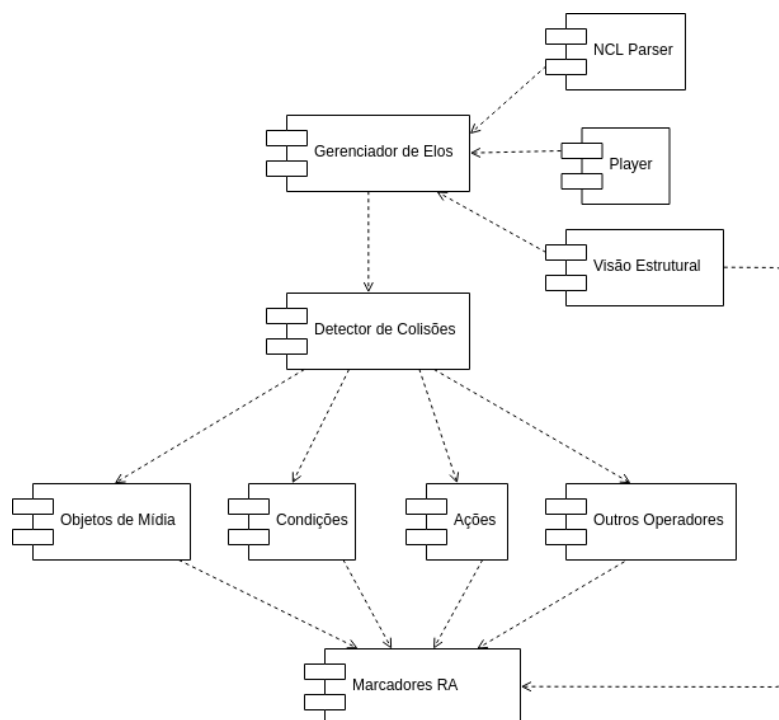 NCL Parser
Gerenciador de Elos
Player
Visão Estrutural
Detector de Colisões
Objetos de Mídia
Condições
Ações
Outros Operadores
Marcadores RA